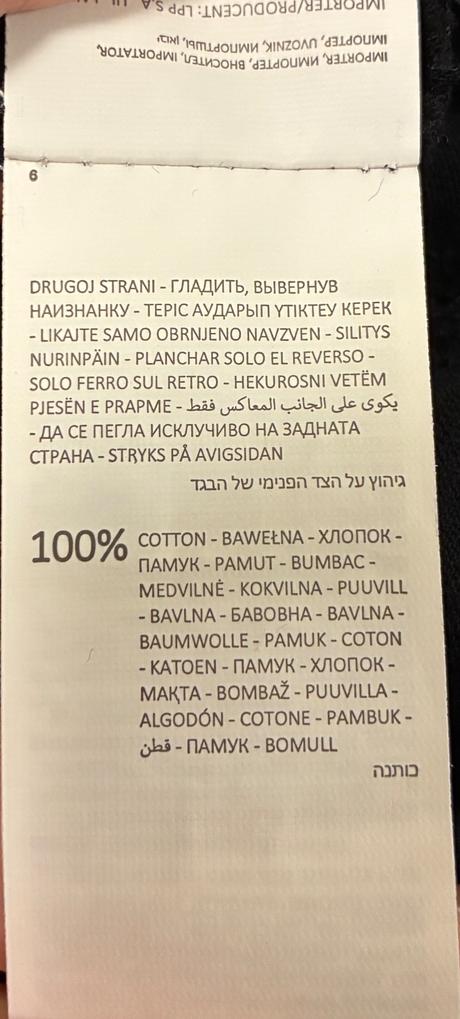 IMPORTER/PRODUCENT: LPP S.A.
ИМПОРТЕР, UVOZNIK, ИМПОРТШЫ, יבואן
IMPORTER, ИМПОРТЕР, ВНОСИТЕЛ, IMPORTATOR,
6
DRUGOJ STRANI - ГЛАДИТЬ, ВЫВЕРНУВ
НАИЗНАНКУ - ТЕРІС АУДАРЫП ҮТІКТЕУ КЕРЕК
- LIKAJTE SAMO OBRNJENO NAVZVEN - SILITYS
NURINPÄIN - PLANCHAR SOLO EL REVERSO -
SOLO FERRO SUL RETRO - HEKUROSNI VETËM
PJESËN E PRAPME - يكوى على الجانب المعاكس فقط
- ДА СЕ ПЕГЛА ИСКЛУЧИВО НА ЗАДНАТА
СТРАНА - STRYKS PÅ AVIGSIDAN
גיהוץ על הצד הפנימי של הבגד
100% COTTON - BAWEŁNA - ХЛОПОК -
ПАМУК - PAMUT - BUMBAC -
MEDVILNĖ - KOKVILNA - PUUVILL
- BAVLNA - БАВОВНА - BAVLNA -
BAUMWOLLE - PAMUK - COTON
- KATOEN - ПАМУК - ХЛОПОК -
МАҚТА - BOMBAŽ - PUUVILLA -
ALGODÓN - COTONE - PAMBUK -
قطن - ПАМУК - BOMULL
כותנה